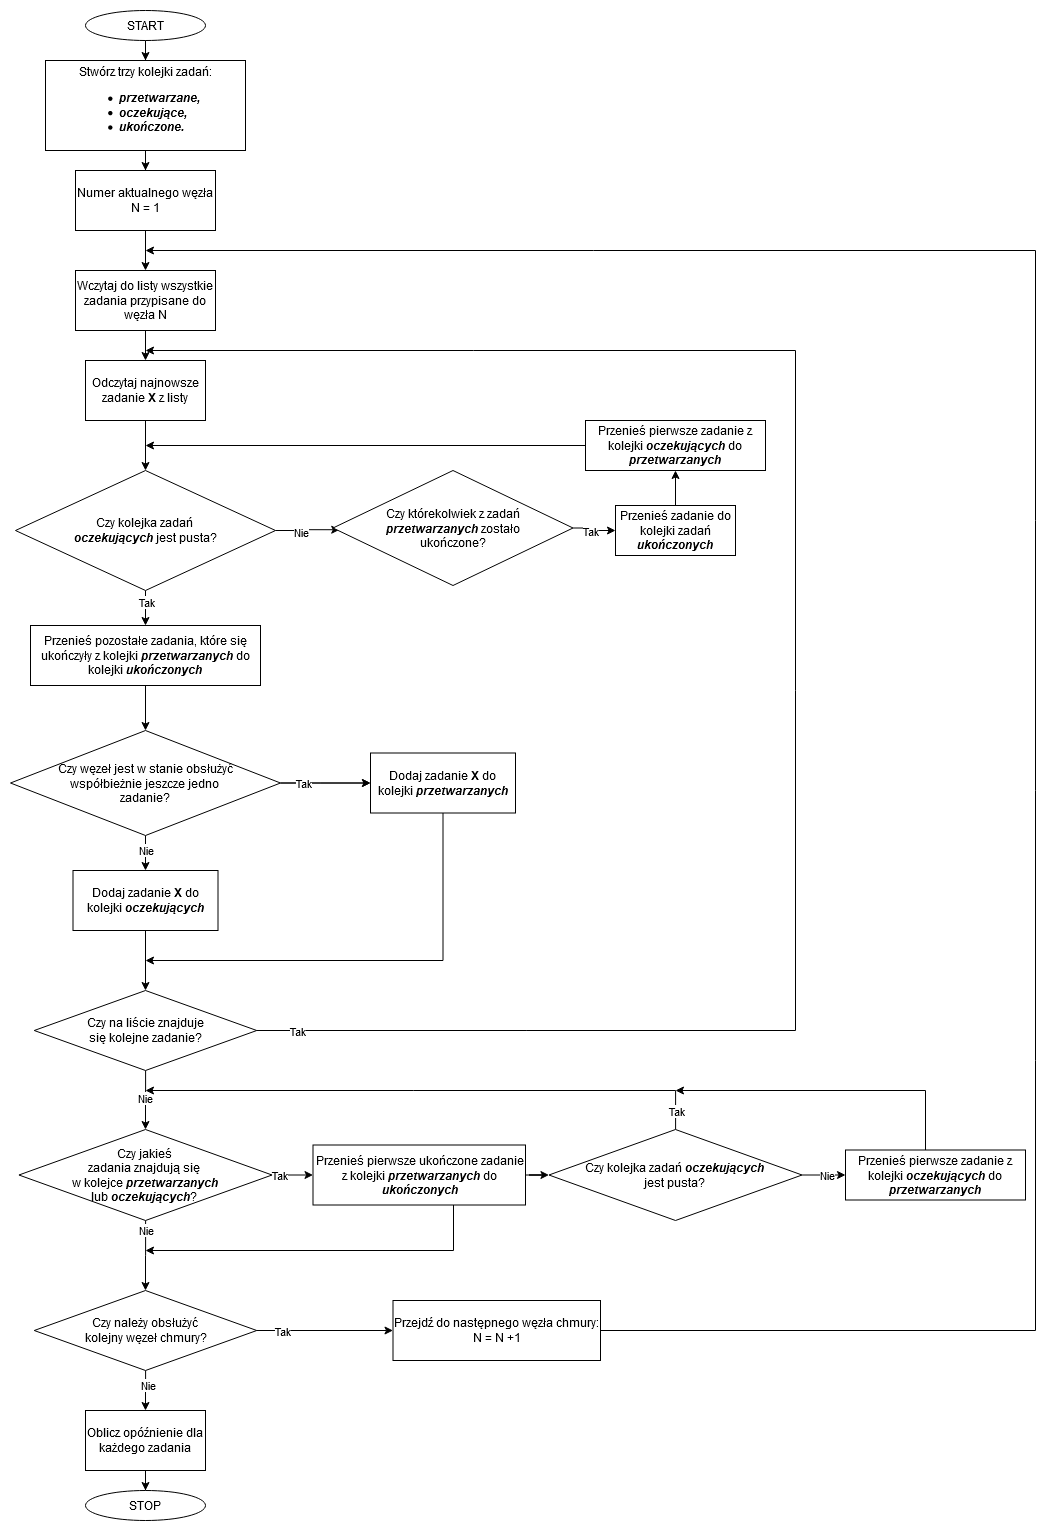 START
Stwórz trzy kolejki zadań:
• przetwarzane,
• oczekujące,
• ukończone.
Numer aktualnego węzła
N = 1
Wczytaj do listy wszystkie
zadania przypisane do
węzła N
Odczytaj najnowsze
zadanie X z listy
Przenieś pierwsze zadanie z
kolejki oczekujących do
przetwarzanych
Czy kolejka zadań
oczekujących jest pusta?
Nie
Czy którekolwiek z zadań
przetwarzanych zostało
ukończone?
Tak
Przenieś zadanie do
kolejki zadań
ukończonych
Tak
Przenieś pozostałe zadania, które się
ukończyły z kolejki przetwarzanych do
kolejki ukończonych
Czy węzeł jest w stanie obsłużyć
współbieżnie jeszcze jedno
zadanie?
Tak
Dodaj zadanie X do
kolejki przetwarzanych
Nie
Dodaj zadanie X do
kolejki oczekujących
Czy na liście znajduje
się kolejne zadanie?
Tak
Nie
Czy jakieś
zadania znajdują się
w kolejce przetwarzanych
lub oczekujących?
Tak
Przenieś pierwsze ukończone zadanie
z kolejki przetwarzanych do
ukończonych
Tak
Czy kolejka zadań oczekujących
jest pusta?
Nie
Przenieś pierwsze zadanie z
kolejki oczekujących do
przetwarzanych
Nie
Czy należy obsłużyć
kolejny węzeł chmury?
Tak
Przejdź do następnego węzła chmury:
N = N +1
Nie
Oblicz opóźnienie dla
każdego zadania
STOP